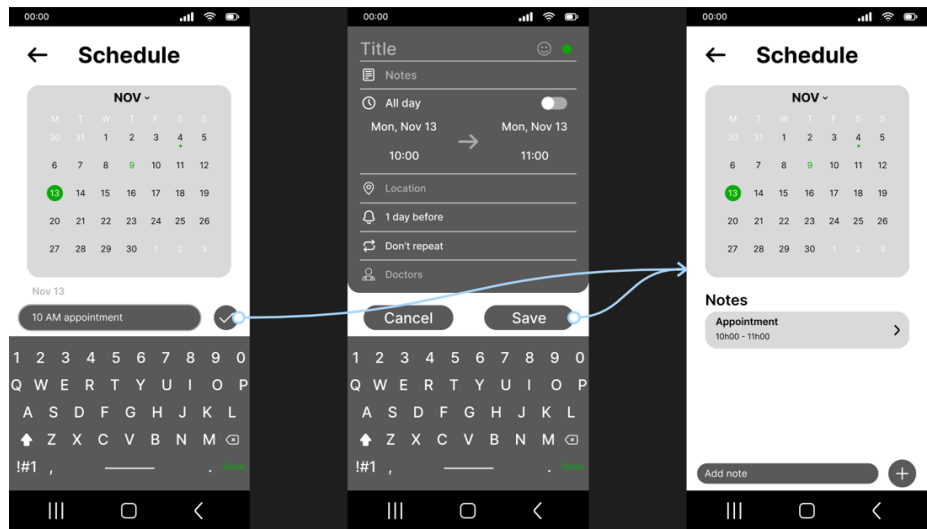 00:00
Schedule
NOV
M T W T F S S
30 31 1 2 3 4 5
6 7 8 9 10 11 12
13 14 15 16 17 18 19
20 21 22 23 24 25 26
27 28 29 30 1 2 3
Nov 13
10 AM appointment
1 2 3 4 5 6 7 8 9 0
Q W E R T Y U I O P
A S D F G H J K L
Z X C V B N M
!#1 , . Done
00:00
Title
Notes
All day
Mon, Nov 13 Mon, Nov 13
10:00 11:00
Location
1 day before
Don't repeat
Doctors
Cancel Save
1 2 3 4 5 6 7 8 9 0
Q W E R T Y U I O P
A S D F G H J K L
Z X C V B N M
!#1 , . Done
00:00
Schedule
NOV
M T W T F S S
30 31 1 2 3 4 5
6 7 8 9 10 11 12
13 14 15 16 17 18 19
20 21 22 23 24 25 26
27 28 29 30 1 2 3
Notes
Appointment
10h00 - 11h00
Add note